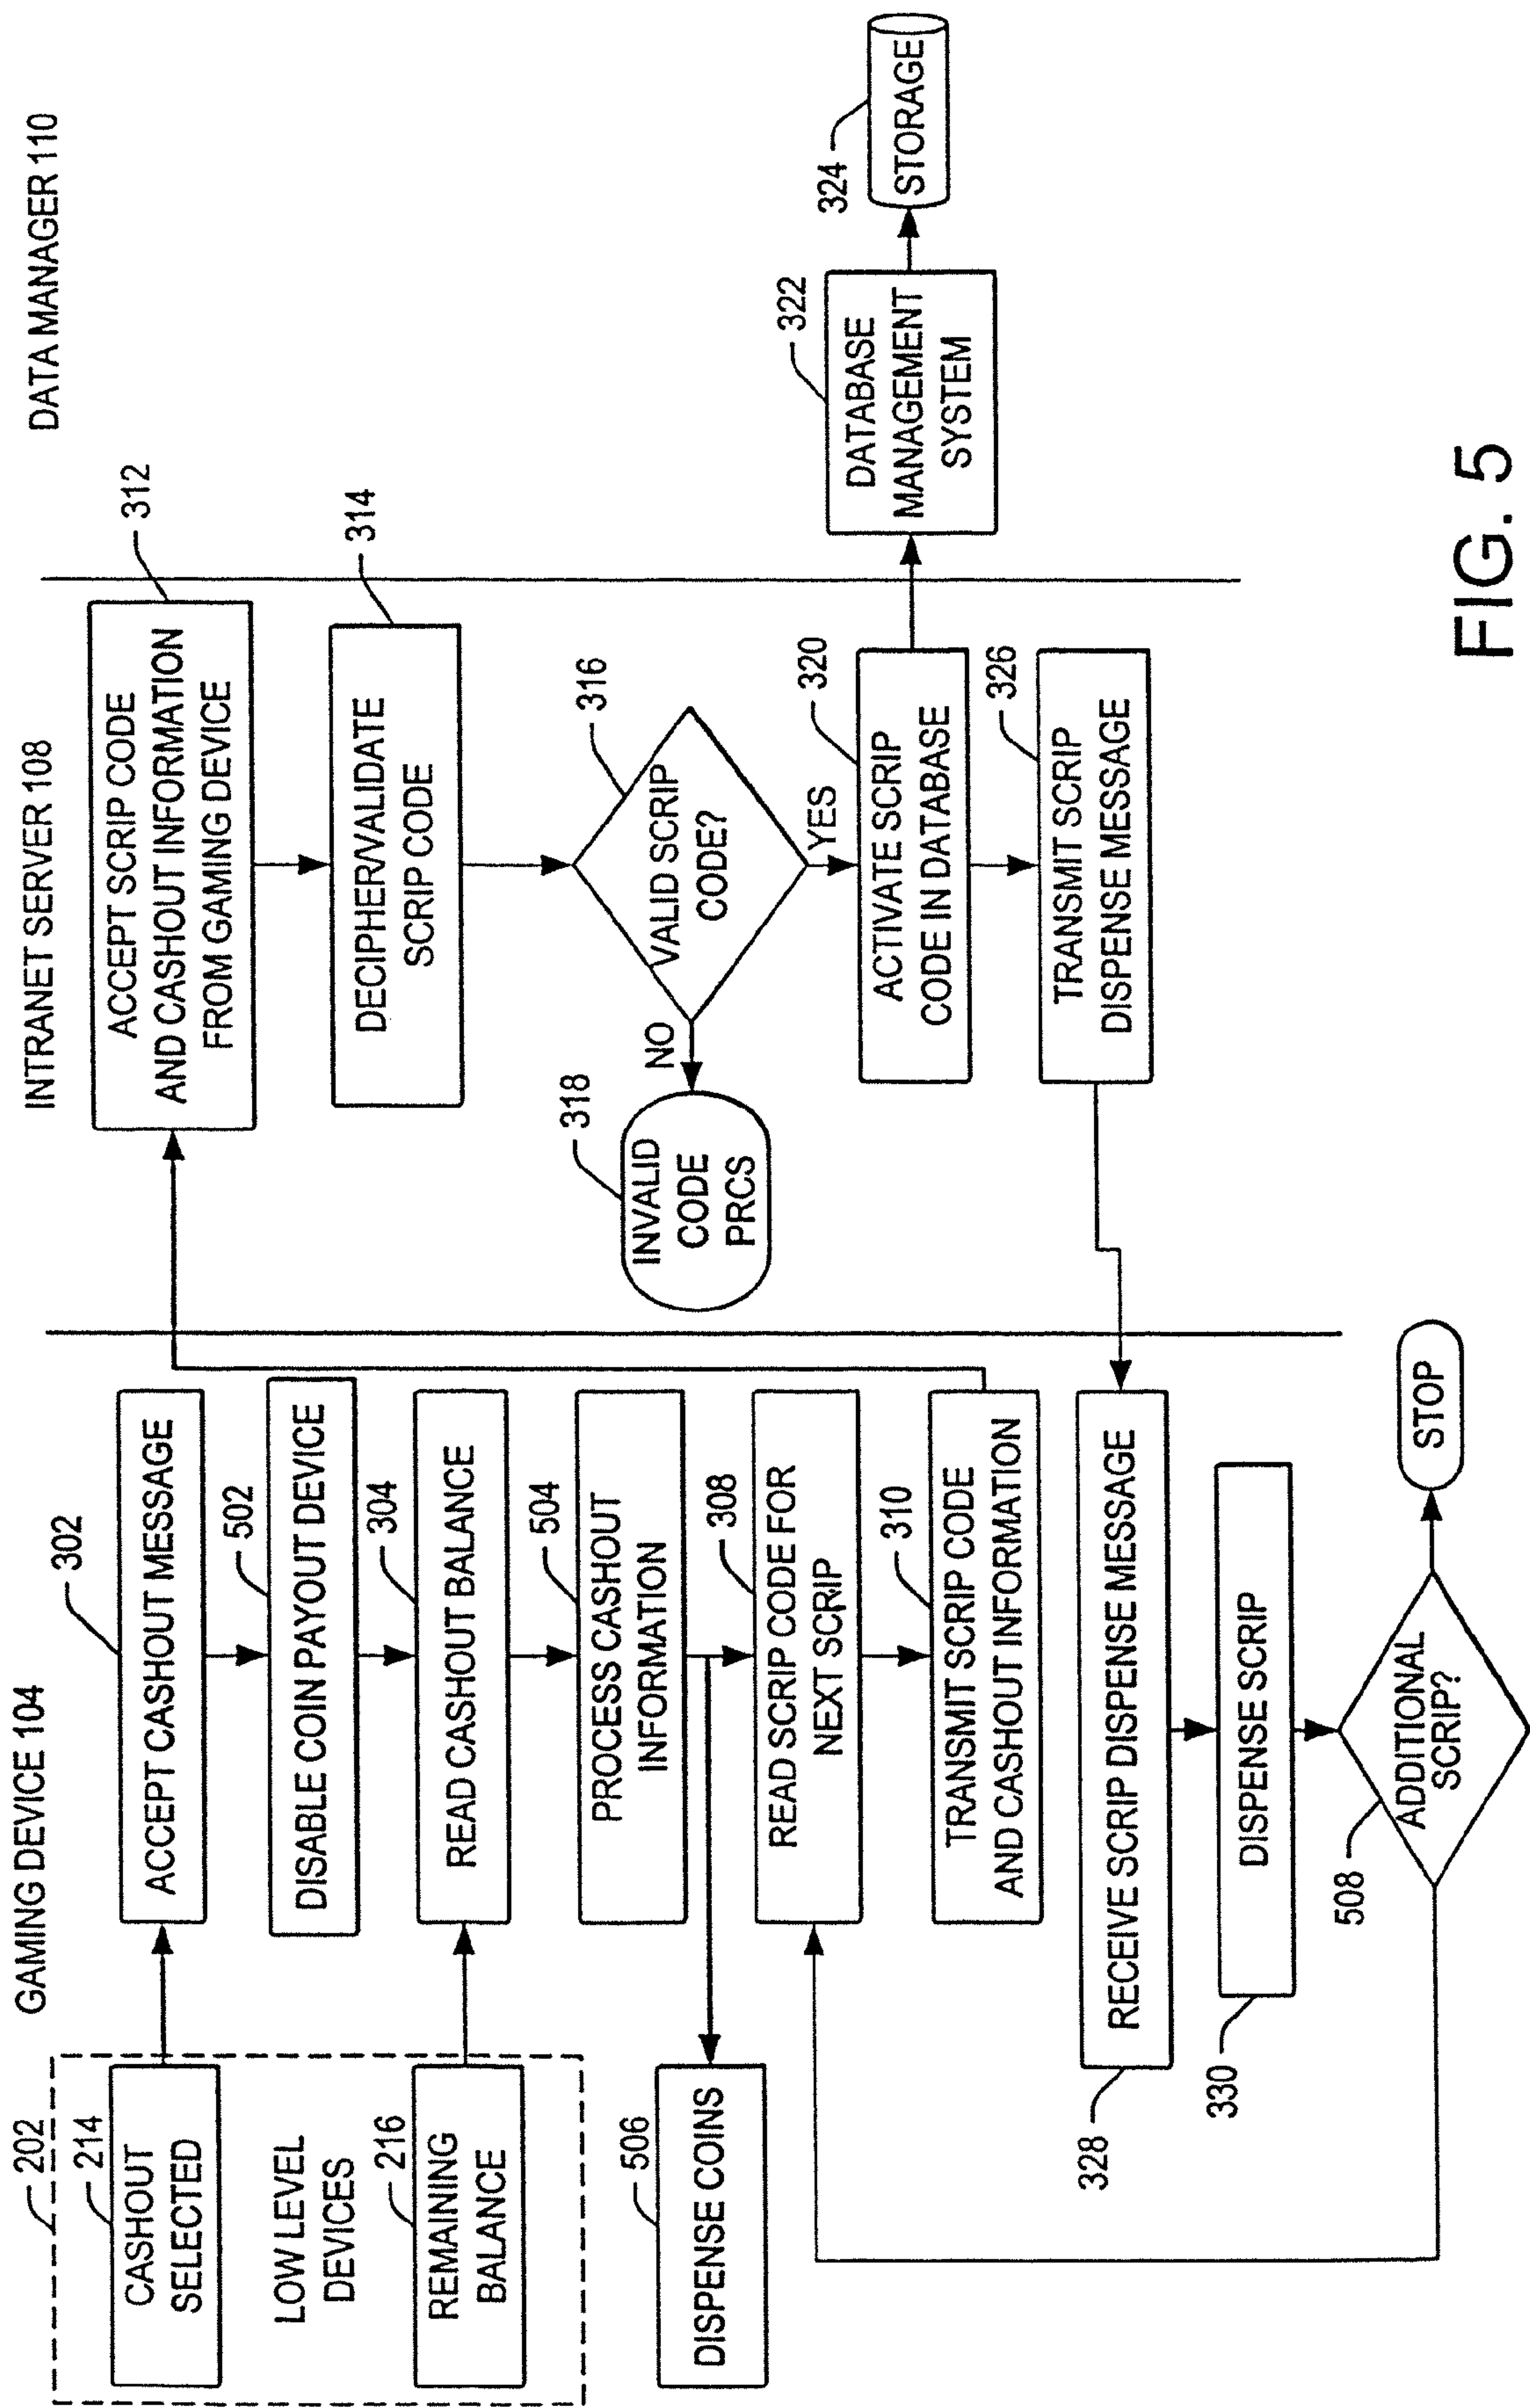 GAMING DEVICE 104
INTRANET SERVER 108
DATA MANAGER 110
202
214
CASHOUT
SELECTED
LOW LEVEL
DEVICES
216
REMAINING
BALANCE
302
ACCEPT CASHOUT MESSAGE
502
DISABLE COIN PAYOUT DEVICE
304
READ CASHOUT BALANCE
504
PROCESS CASHOUT
INFORMATION
506
DISPENSE COINS
308
READ SCRIP CODE FOR
NEXT SCRIP
310
TRANSMIT SCRIP CODE
AND CASHOUT INFORMATION
312
ACCEPT SCRIP CODE
AND CASHOUT INFORMATION
FROM GAMING DEVICE
314
DECIPHER/VALIDATE
SCRIP CODE
316
VALID SCRIP
CODE?
NO
YES
318
INVALID
CODE
PRCS
320
ACTIVATE SCRIP
CODE IN DATABASE
322
DATABASE
MANAGEMENT
SYSTEM
324
STORAGE
326
TRANSMIT SCRIP
DISPENSE MESSAGE
328
RECEIVE SCRIP DISPENSE MESSAGE
330
DISPENSE SCRIP
508
ADDITIONAL
SCRIP?
STOP
FIG. 5